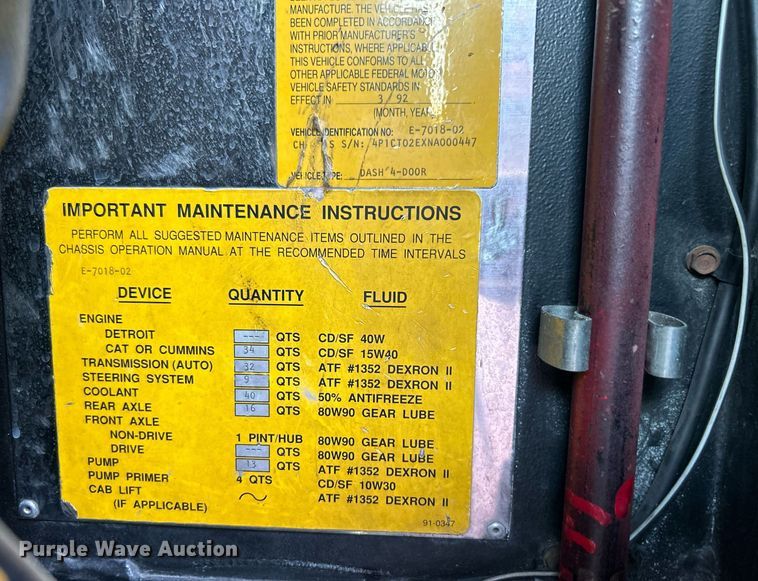 MANUFACTURE. THE VEHICLE HAS
BEEN COMPLETED IN ACCORDANCE
WITH PRIOR MANUFACTURER'S
INSTRUCTIONS, WHERE APPLICABLE
THIS VEHICLE CONFORMS TO ALL
OTHER APPLICABLE FEDERAL MOTOR
VEHICLE SAFETY STANDARDS IN
EFFECT IN 3/92
(MONTH, YEAR)
VEHICLE IDENTIFICATION NO: E-7018-02
S/N: 4P1CT02EXNA000447
VEHICLE TYPE: DASH 4-DOOR
IMPORTANT MAINTENANCE INSTRUCTIONS
PERFORM ALL SUGGESTED MAINTENANCE ITEMS OUTLINED IN THE
CHASSIS OPERATION MANUAL AT THE RECOMMENDED TIME INTERVALS
E-7018-02
DEVICE QUANTITY FLUID
ENGINE
DETROIT --- QTS CD/SF 40W
CAT OR CUMMINS 34 QTS CD/SF 15W40
TRANSMISSION (AUTO) 32 QTS ATF #1352 DEXRON II
STEERING SYSTEM 9 QTS ATF #1352 DEXRON II
COOLANT 40 QTS 50% ANTIFREEZE
REAR AXLE 16 QTS 80W90 GEAR LUBE
FRONT AXLE
NON-DRIVE 1 PINT/HUB 80W90 GEAR LUBE
DRIVE --- QTS 80W90 GEAR LUBE
PUMP 13 QTS ATF #1352 DEXRON II
PUMP PRIMER 4 QTS CD/SF 10W30
CAB LIFT ~ ATF #1352 DEXRON II
(IF APPLICABLE)
91-0347
Purple Wave Auction